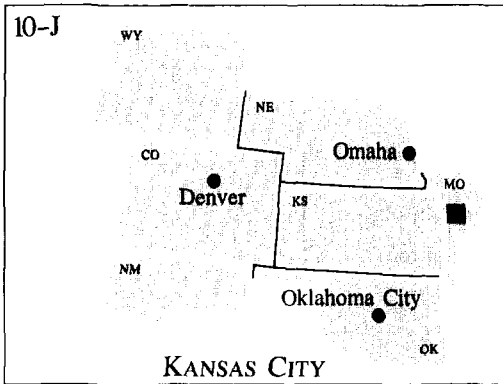 10-J
WY
NE
CO
Omaha
MO
Denver
KS
NM
Oklahoma City
OK
KANSAS CITY